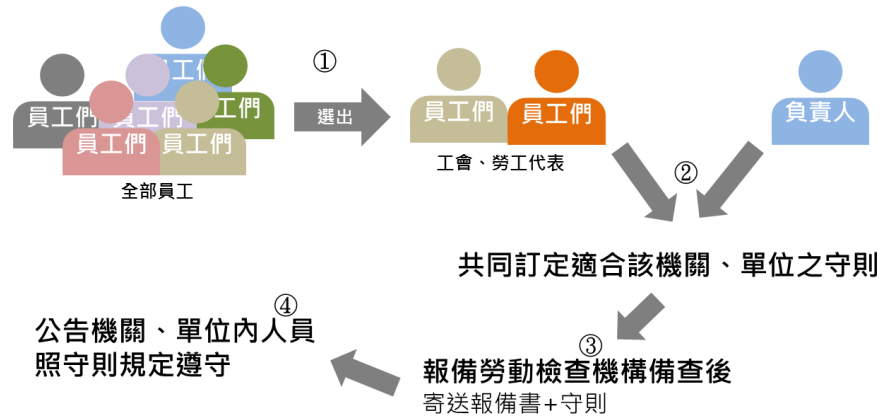 ①
員工們
員工們
員工們
工們
員工們
員工們
全部員工
選出
員工們
員工們
工會、勞工代表
負責人
②
共同訂定適合該機關、單位之守則
③
報備勞動檢查機構備查後
寄送報備書+守則
④
公告機關、單位內人員
照守則規定遵守